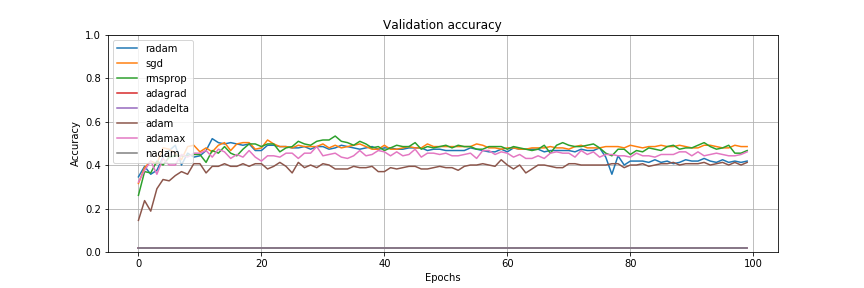 Validation accuracy
1.0
0.8
0.6
0.4
0.2
0.0
Accuracy
radam
sgd
rmsprop
adagrad
adadelta
adam
adamax
nadam
0
20
40
60
80
100
Epochs